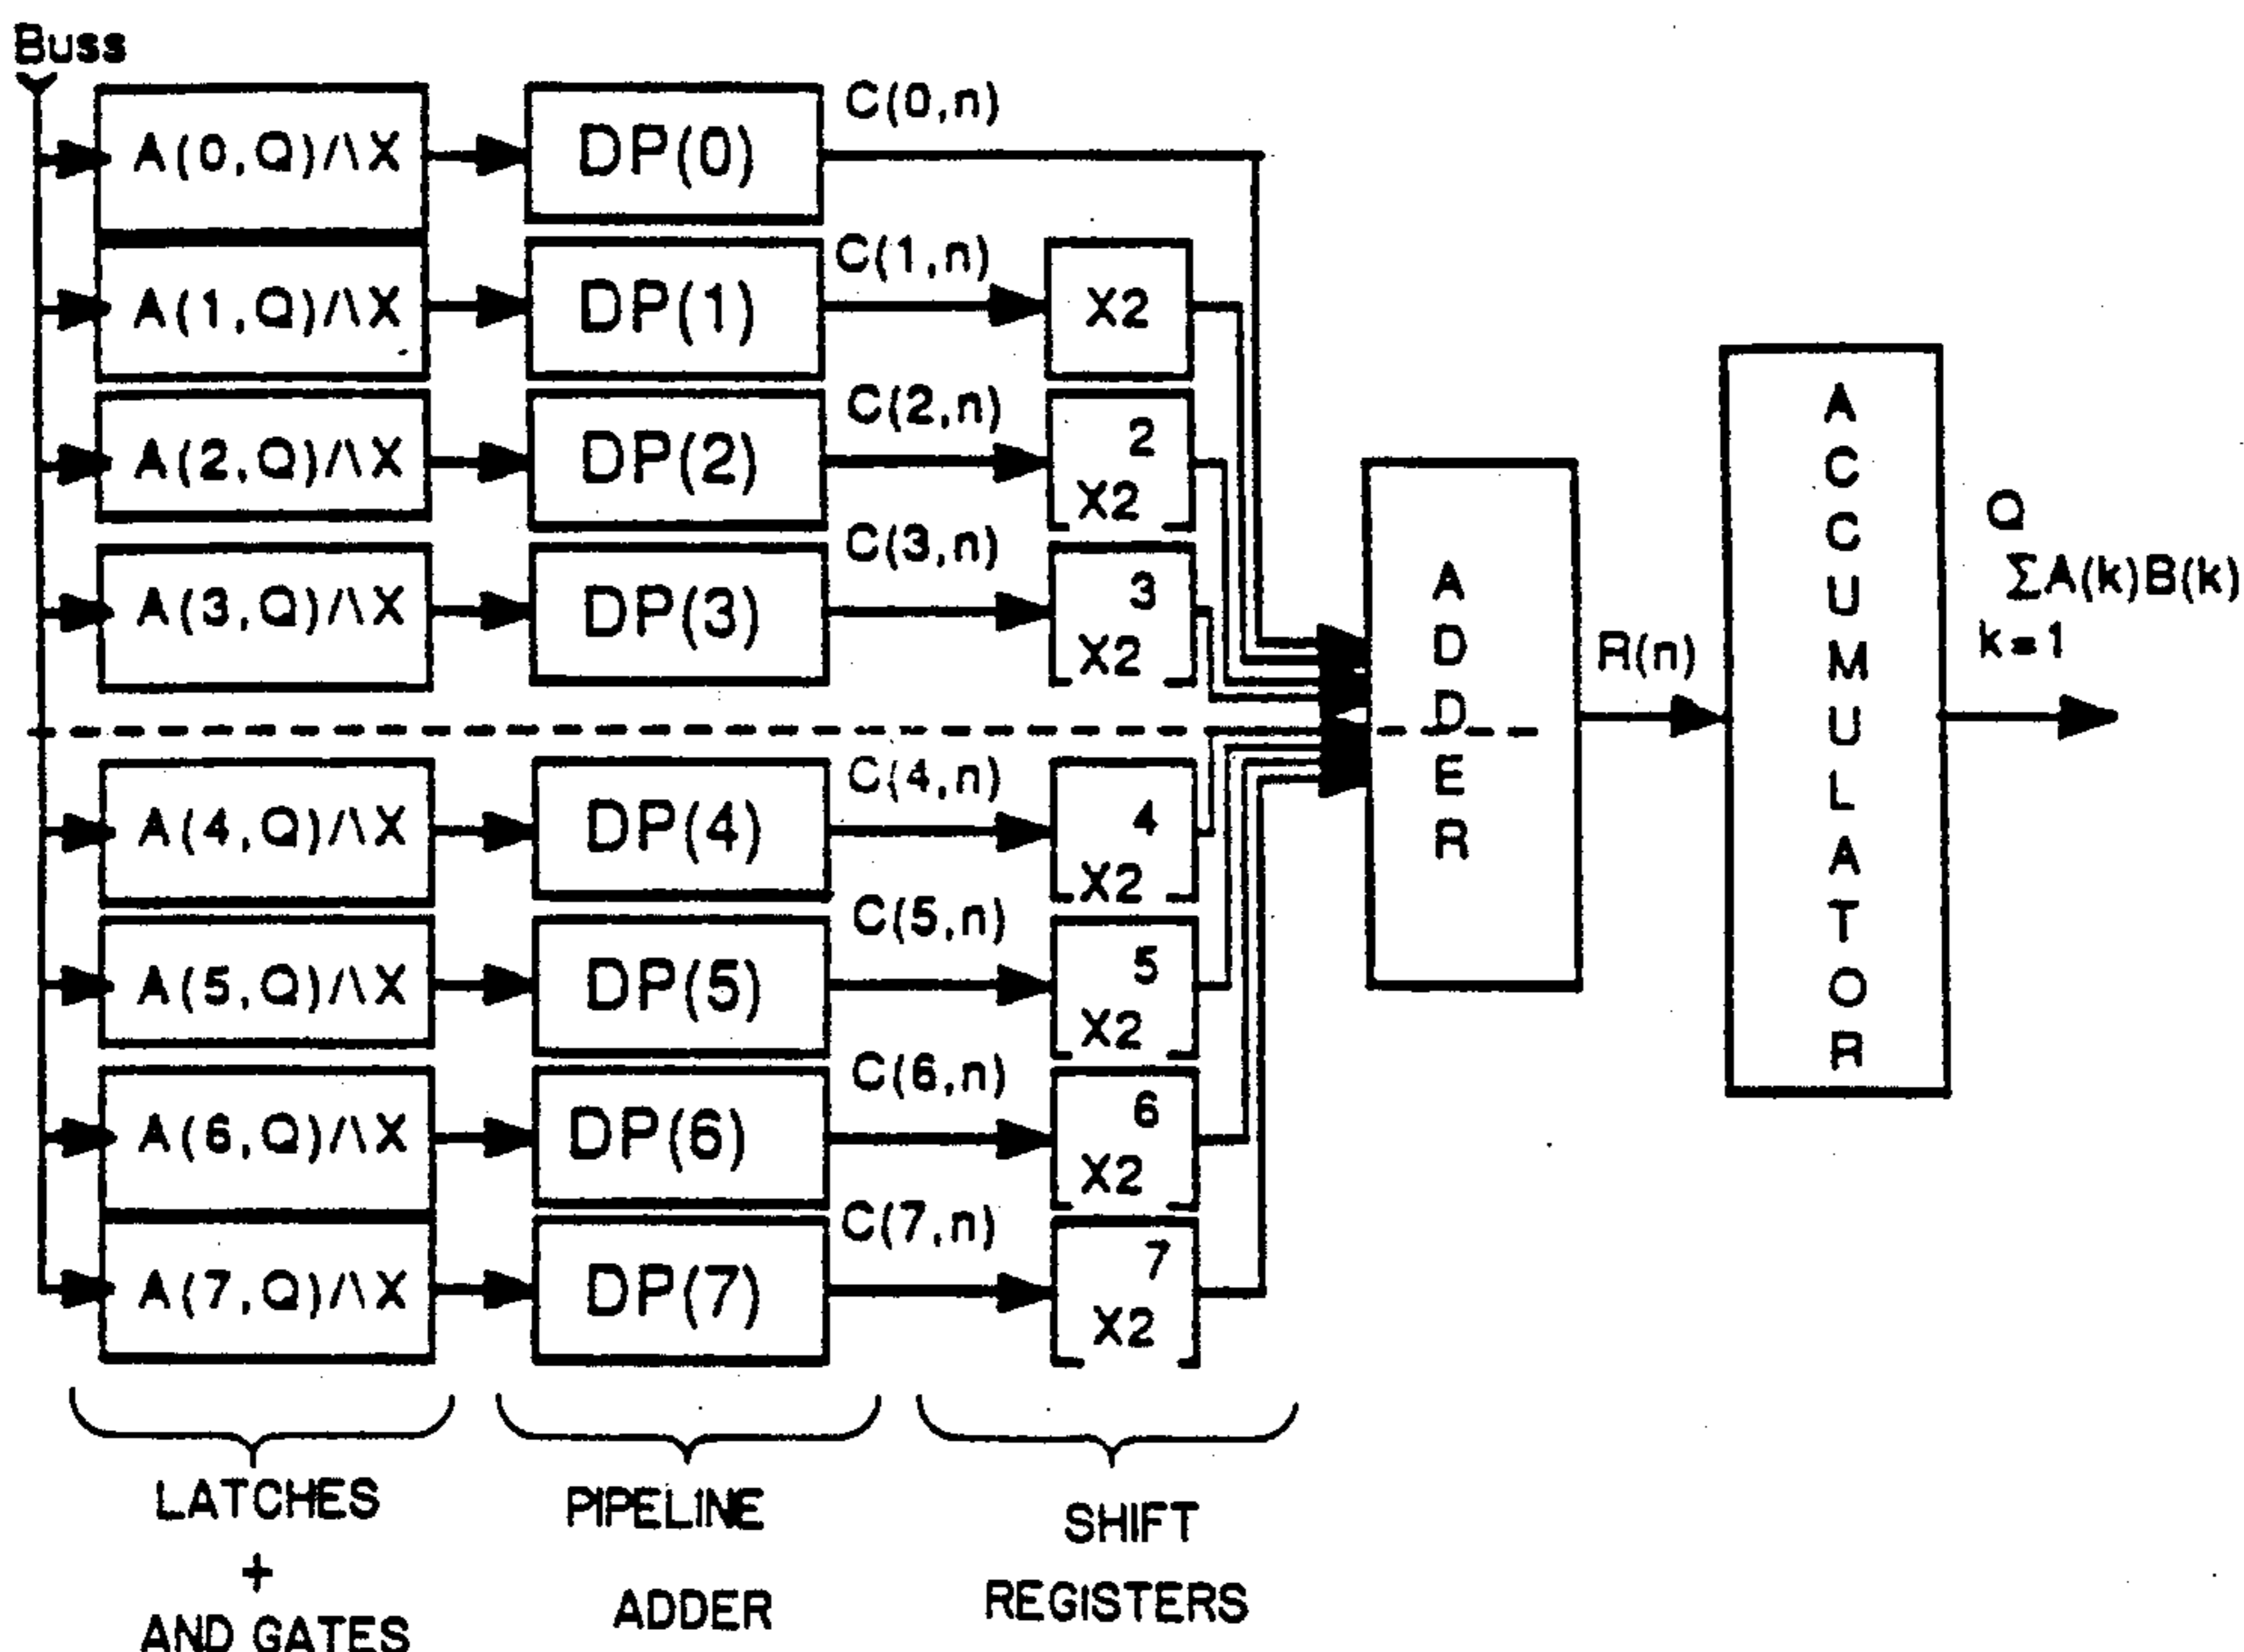 Buss
A(0,Q)/\X
DP(0)
C(0,n)
A(1,Q)/\X
DP(1)
C(1,n)
X2
A(2,Q)/\X
DP(2)
C(2,n)
2
X2
A(3,Q)/\X
DP(3)
C(3,n)
3
X2
A(4,Q)/\X
DP(4)
C(4,n)
4
X2
A(5,Q)/\X
DP(5)
C(5,n)
5
X2
A(6,Q)/\X
DP(6)
C(6,n)
6
X2
A(7,Q)/\X
DP(7)
C(7,n)
7
X2
ADDER
R(n)
ACCUMULATOR
Q
ΣA(k)B(k)
k=1
LATCHES
+
AND GATES
PIPELINE
ADDER
SHIFT
REGISTERS